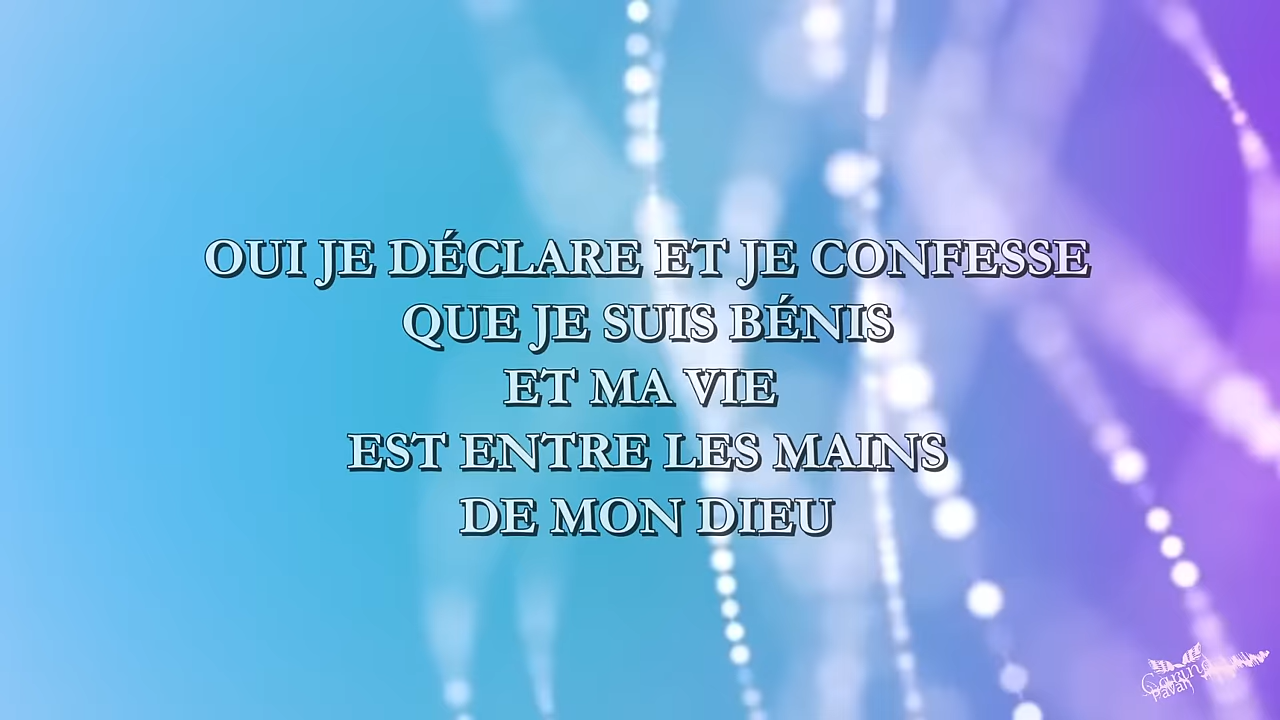 OUI JE DÉCLARE ET JE CONFESSE
QUE JE SUIS BÉNIS
ET MA VIE
EST ENTRE LES MAINS
DE MON DIEU